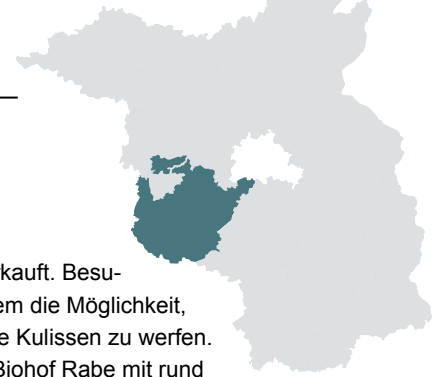 kauft. Besu-
em die Möglichkeit,
e Kulissen zu werfen.
Biohof Rabe mit rund